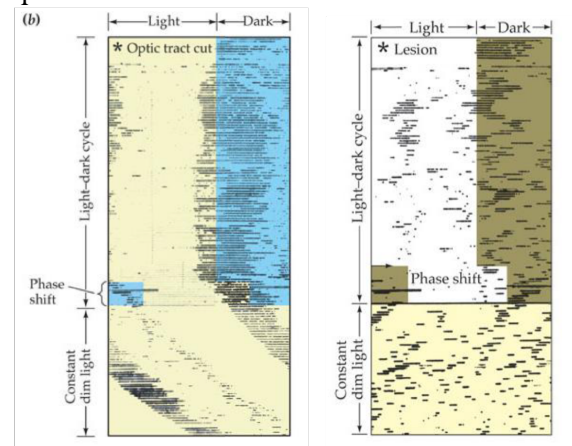 (b)
Light Dark
* Optic tract cut
Light–dark cycle
Phase
shift
Constant
dim light
Light Dark
* Lesion
Light–dark cycle
Phase shift
Constant
dim light